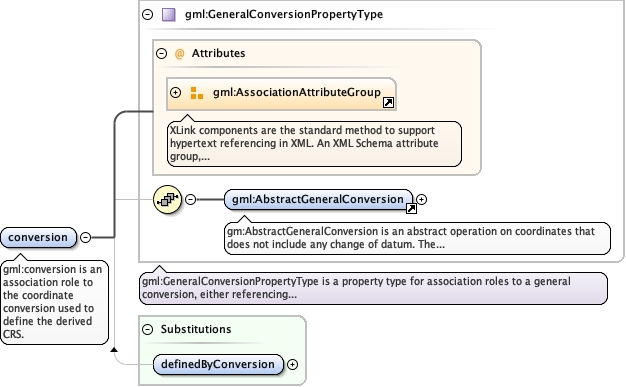 gml:GeneralConversionPropertyType
@ Attributes
gml:AssociationAttributeGroup
XLink components are the standard method to support
hypertext referencing in XML. An XML Schema attribute
group,...
gml:AbstractGeneralConversion
gm:AbstractGeneralConversion is an abstract operation on coordinates that
does not include any change of datum. The...
conversion
gml:conversion is an
association role to
the coordinate
conversion used to
define the derived
CRS.
gml:GeneralConversionPropertyType is a property type for association roles to a general
conversion, either referencing...
Substitutions
definedByConversion